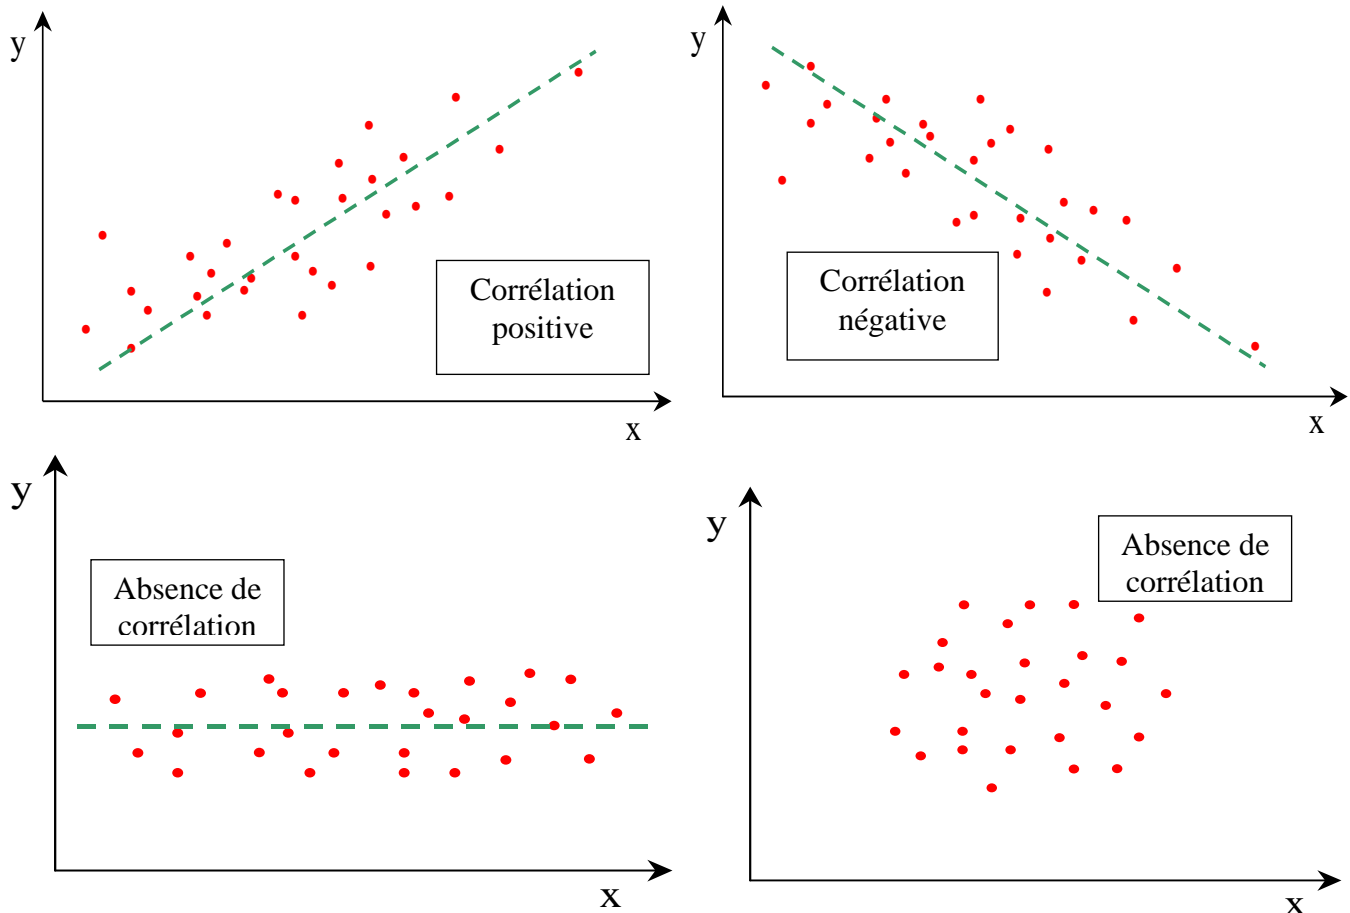 y
Corrélation
positive
x
y
Corrélation
négative
x
y
Absence de
corrélation
x
y
Absence de
corrélation
x